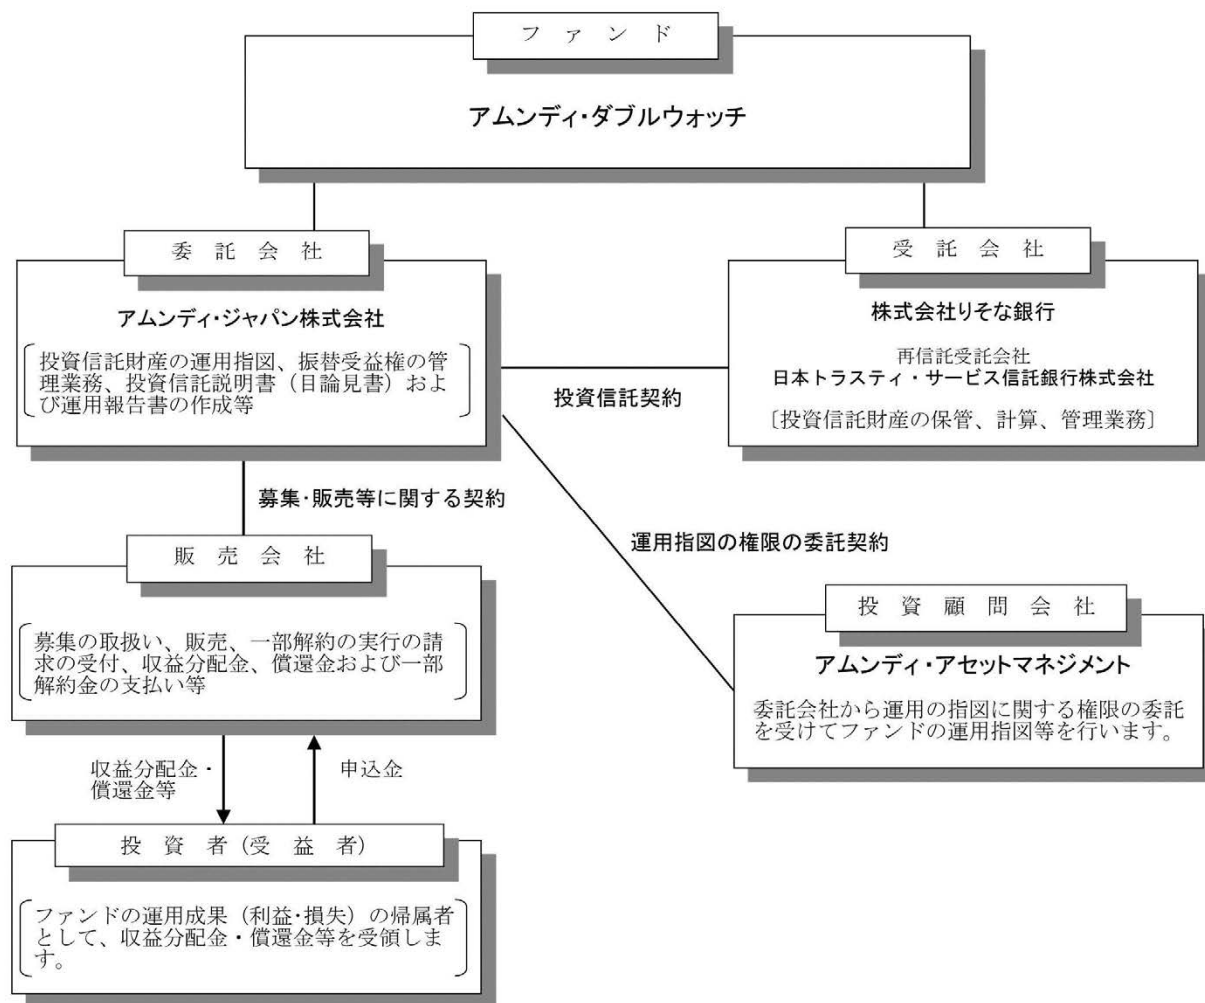 ファンド
アムンディ・ダブルウォッチ
委託会社
アムンディ・ジャパン株式会社
投資信託財産の運用指図、振替受益権の管
理業務、投資信託説明書（目論見書）およ
び運用報告書の作成等
投資信託契約
受託会社
株式会社りそな銀行
再信託受託会社
日本トラスティ・サービス信託銀行株式会社
〔投資信託財産の保管、計算、管理業務〕
募集・販売等に関する契約
運用指図の権限の委託契約
販売会社
募集の取扱い、販売、一部解約の実行の請
求の受付、収益分配金、償還金および一部
解約金の支払い等
投資顧問会社
アムンディ・アセットマネジメント
委託会社から運用の指図に関する権限の委託
を受けてファンドの運用指図等を行います。
収益分配金・
償還金等
申込金
投資者（受益者）
ファンドの運用成果（利益・損失）の帰属者
として、収益分配金・償還金等を受領しま
す。